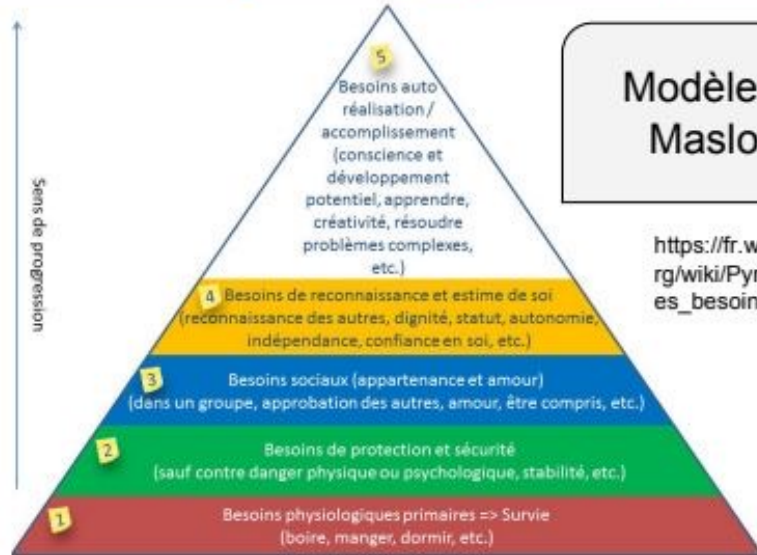 5
Besoins auto
réalisation /
accomplissement
(conscience et
développement
potentiel, apprendre,
créativité, résoudre
problèmes complexes,
etc.)
4
Besoins de reconnaissance et estime de soi
(reconnaissance des autres, dignité, statut, autonomie,
indépendance, confiance en soi, etc.)
3
Besoins sociaux (appartenance et amour)
(dans un groupe, approbation des autres, amour, être compris, etc.)
2
Besoins de protection et sécurité
(sauf contre danger physique ou psychologique, stabilité, etc.)
1
Besoins physiologiques primaires => Survie
(boire, manger, dormir, etc.)
Sens de progression
Modèle
Maslo
https://fr.w
rg/wiki/Pyr
es_besoin